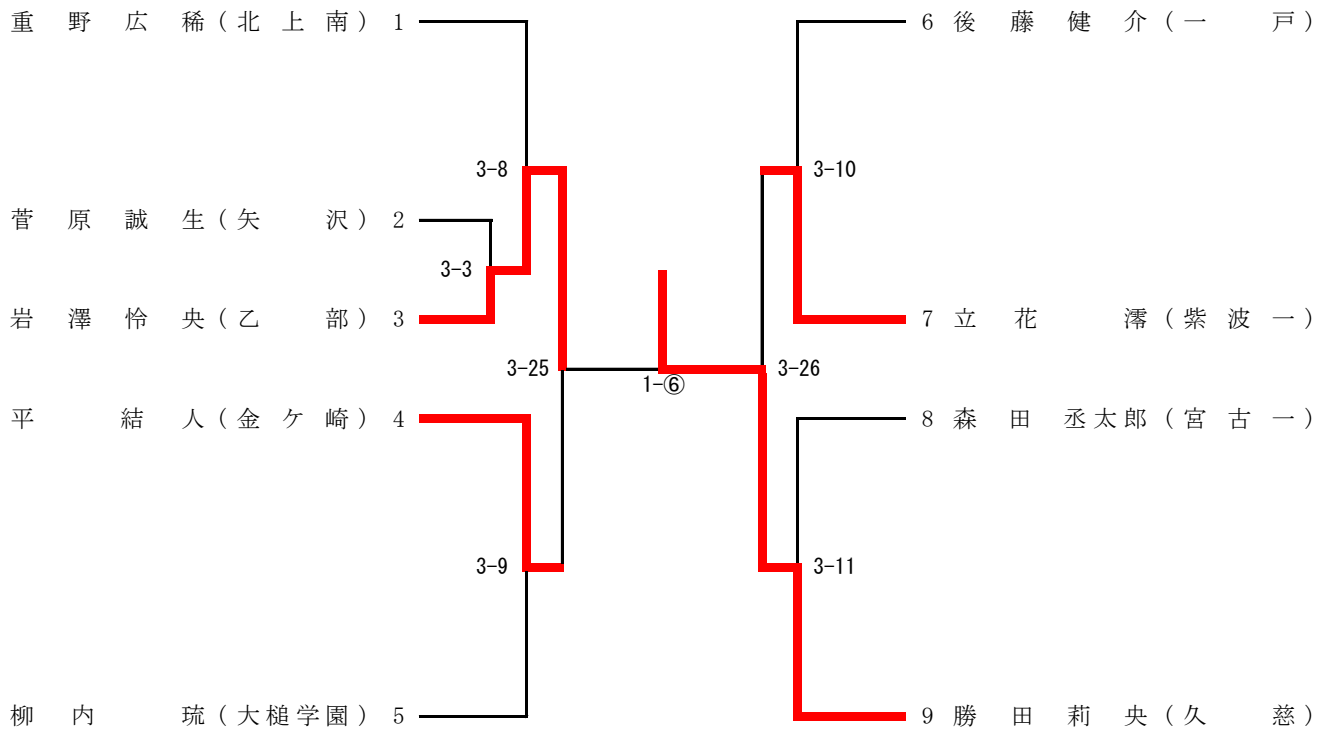 重野広稀(北上南) 1
3-8
菅原誠生(矢沢) 2
3-3
岩澤怜央(乙部) 3
3-25
平結人(金ケ崎) 4
3-9
柳内琉(大槌学園) 5
1-⑥
6 後藤健介(一戸)
3-10
7 立花澪(紫波一)
3-26
8 森田丞太郎(宮古一)
3-11
9 勝田莉央(久慈)